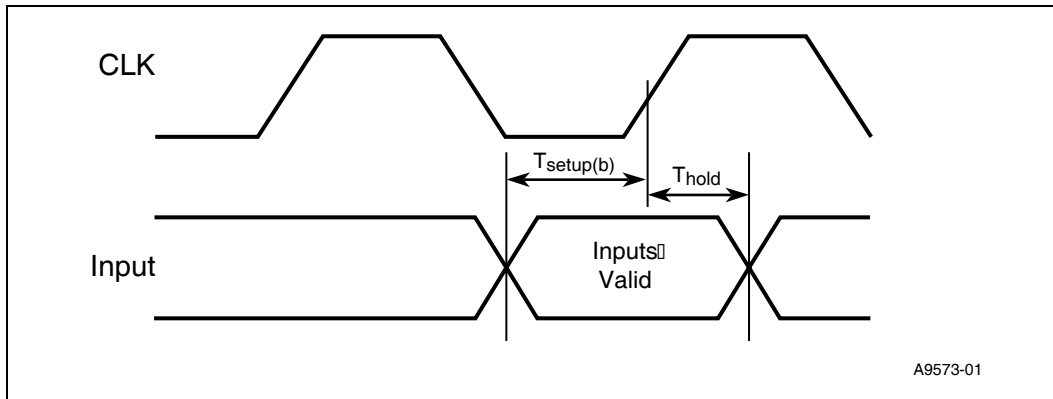 CLK
Tsetup(b)
Thold
Input
Inputs▯
Valid
A9573-01